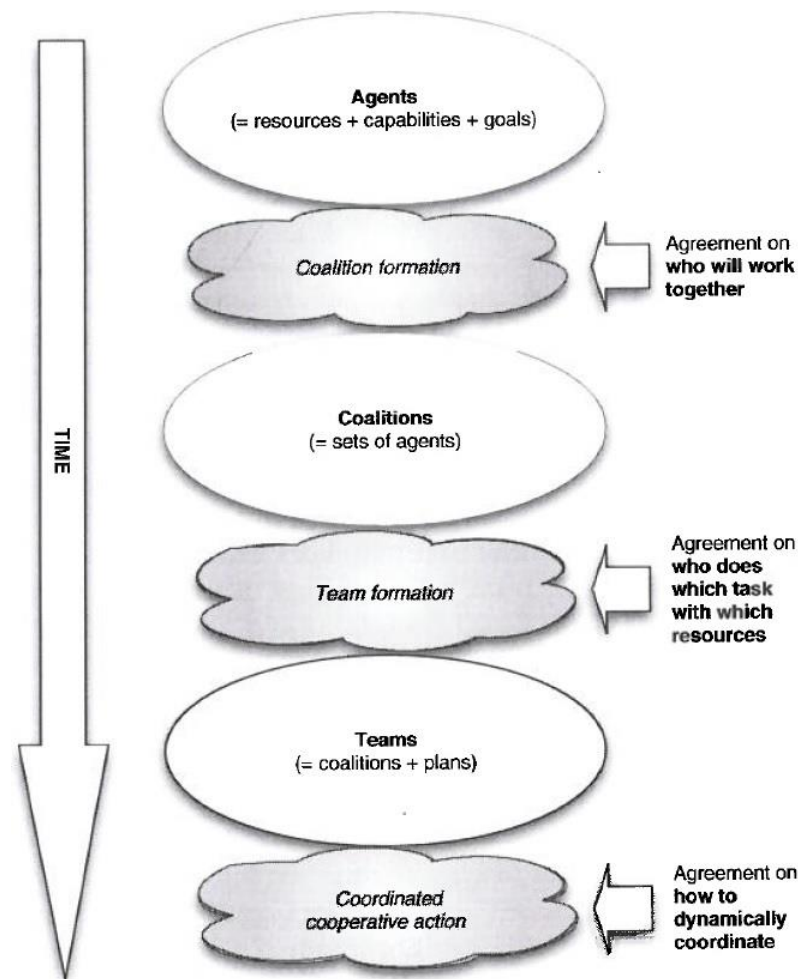 Agents
(= resources + capabilities + goals)
Coalition formation
Agreement on
who will work
together
TIME
Coalitions
(= sets of agents)
Team formation
Agreement on
who does
which task
with which
resources
Teams
(= coalitions + plans)
Coordinated
cooperative action
Agreement on
how to
dynamically
coordinate